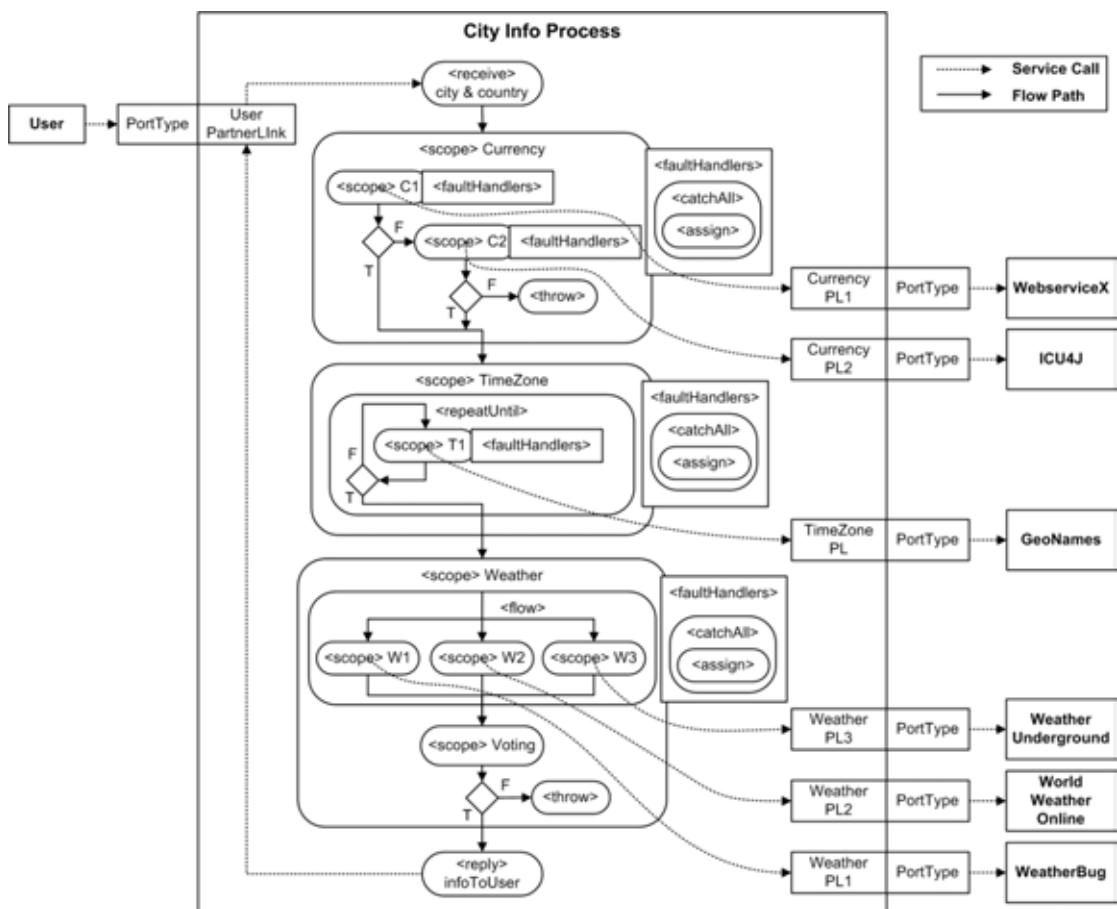 City Info Process
<receive>
city & country
Service Call
Flow Path
User
PortType
User
PartnerLInk
<scope> Currency
<faultHandlers>
<catchAll>
<assign>
<scope> C1
<faultHandlers>
F
T
<scope> C2
<faultHandlers>
F
T
<throw>
Currency
PL1
PortType
WebserviceX
Currency
PL2
PortType
ICU4J
<scope> TimeZone
<faultHandlers>
<catchAll>
<assign>
<repeatUntil>
<scope> T1
<faultHandlers>
F
T
TimeZone
PL
PortType
GeoNames
<scope> Weather
<faultHandlers>
<catchAll>
<assign>
<flow>
<scope> W1
<scope> W2
<scope> W3
Weather
PL3
PortType
Weather
Underground
<scope> Voting
F
T
<throw>
Weather
PL2
PortType
World
Weather
Online
<reply>
infoToUser
Weather
PL1
PortType
WeatherBug